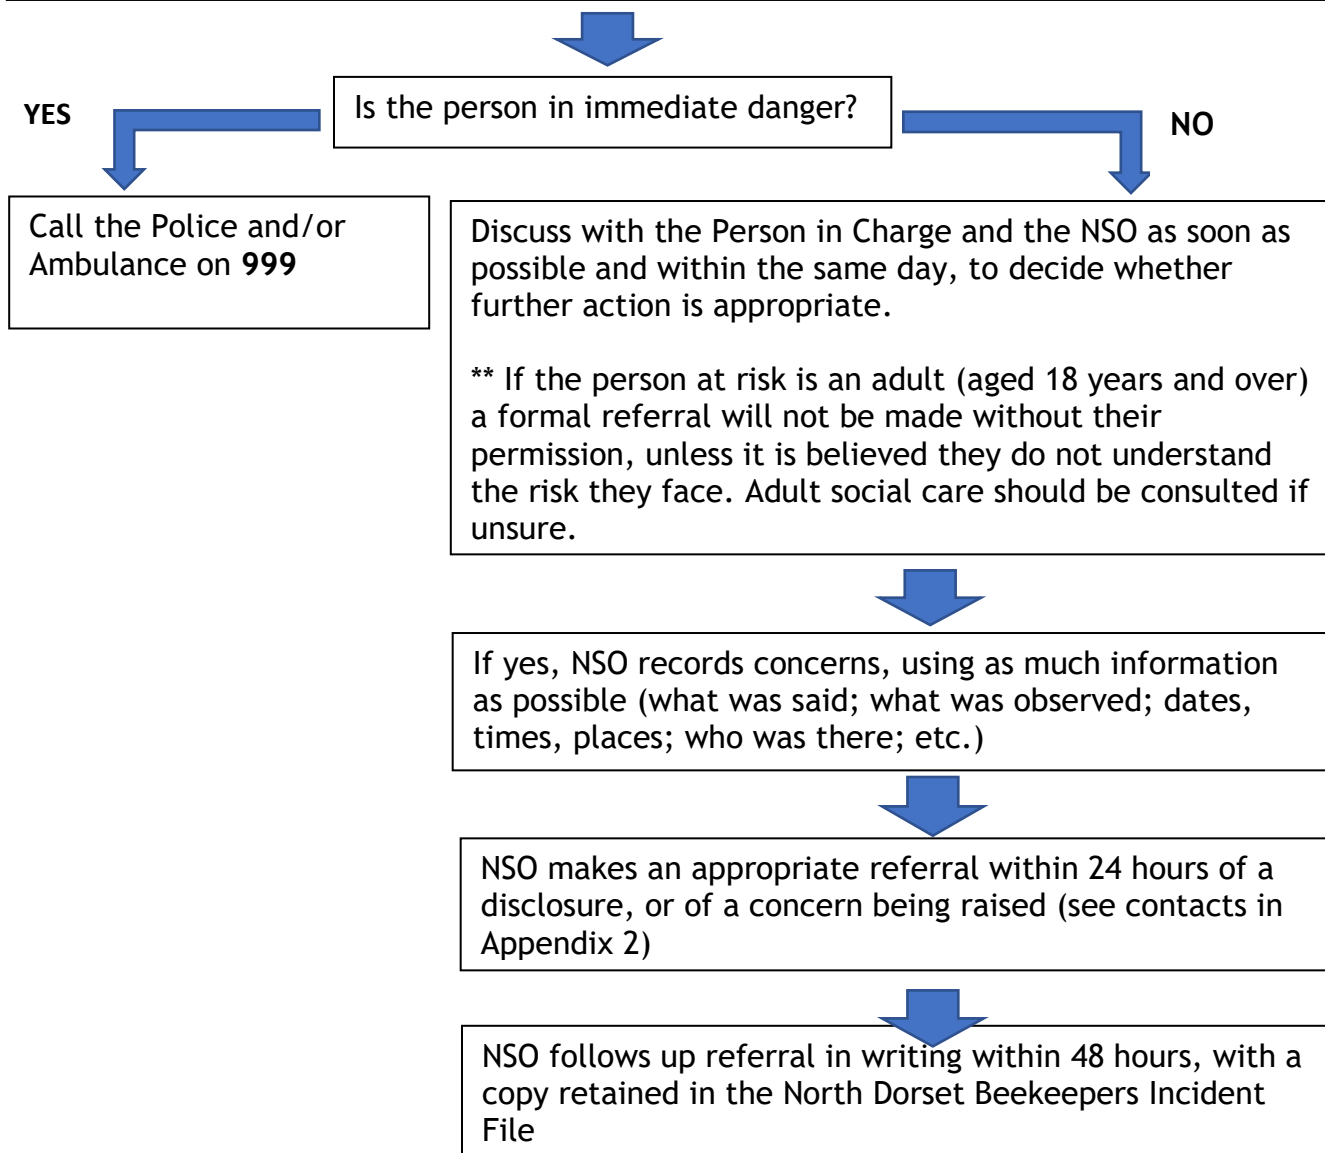 Is the person in immediate danger?
YES
NO
Call the Police and/or
Ambulance on 999
Discuss with the Person in Charge and the NSO as soon as
possible and within the same day, to decide whether
further action is appropriate.
** If the person at risk is an adult (aged 18 years and over)
a formal referral will not be made without their
permission, unless it is believed they do not understand
the risk they face. Adult social care should be consulted if
unsure.
If yes, NSO records concerns, using as much information
as possible (what was said; what was observed; dates,
times, places; who was there; etc.)
NSO makes an appropriate referral within 24 hours of a
disclosure, or of a concern being raised (see contacts in
Appendix 2)
NSO follows up referral in writing within 48 hours, with a
copy retained in the North Dorset Beekeepers Incident
File